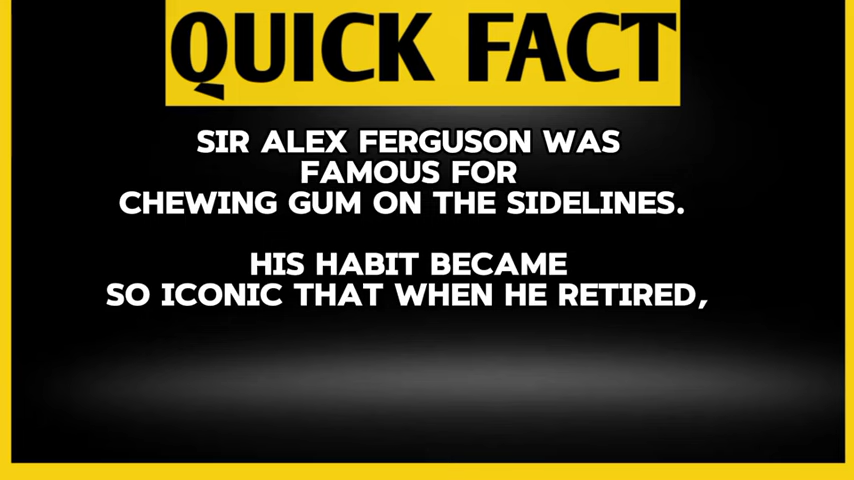 QUICK FACT
SIR ALEX FERGUSON WAS
FAMOUS FOR
CHEWING GUM ON THE SIDELINES.
HIS HABIT BECAME
SO ICONIC THAT WHEN HE RETIRED,